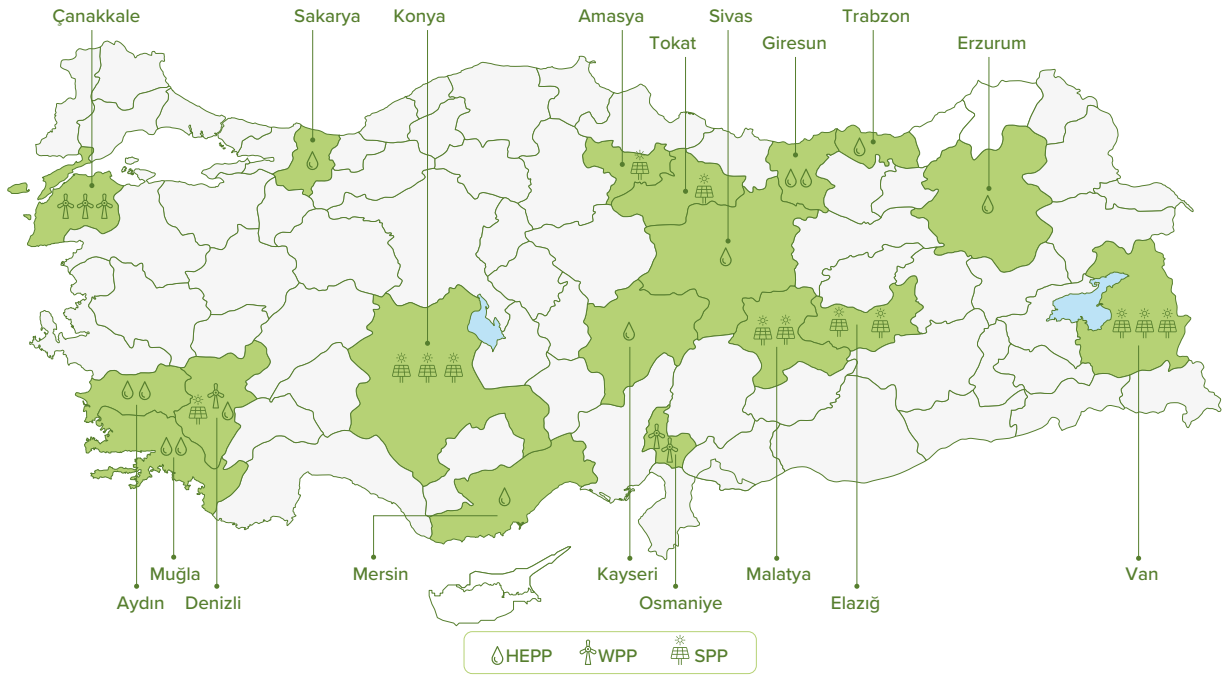 Çanakkale
Sakarya
Konya
Amasya
Sivas
Trabzon
Tokat
Giresun
Erzurum
Muğla
Mersin
Kayseri
Malatya
Van
Aydın
Denizli
Osmaniye
Elazığ
HEPP
WPP
SPP